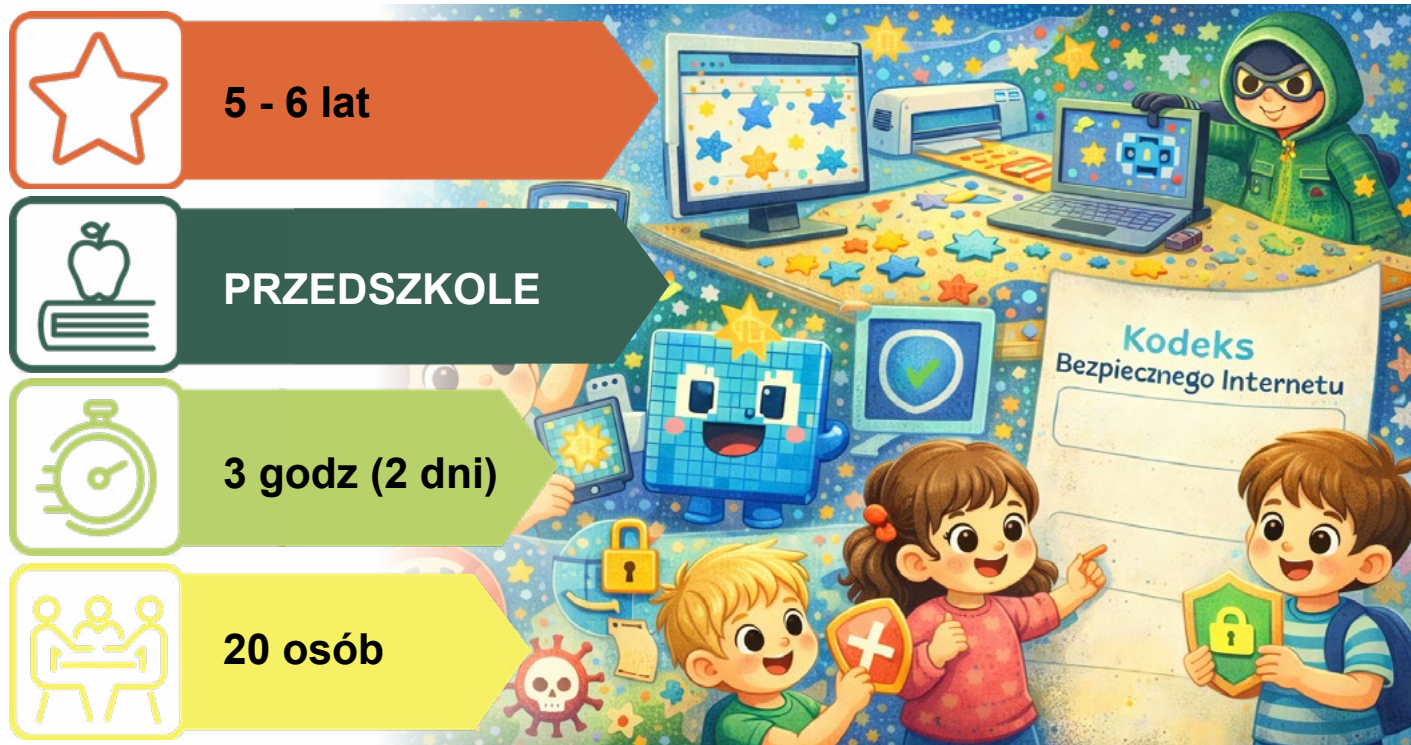 5 - 6 lat
PRZEDSZKOLE
3 godz (2 dni)
20 osób
Kodeks
Bezpiecznego Internetu